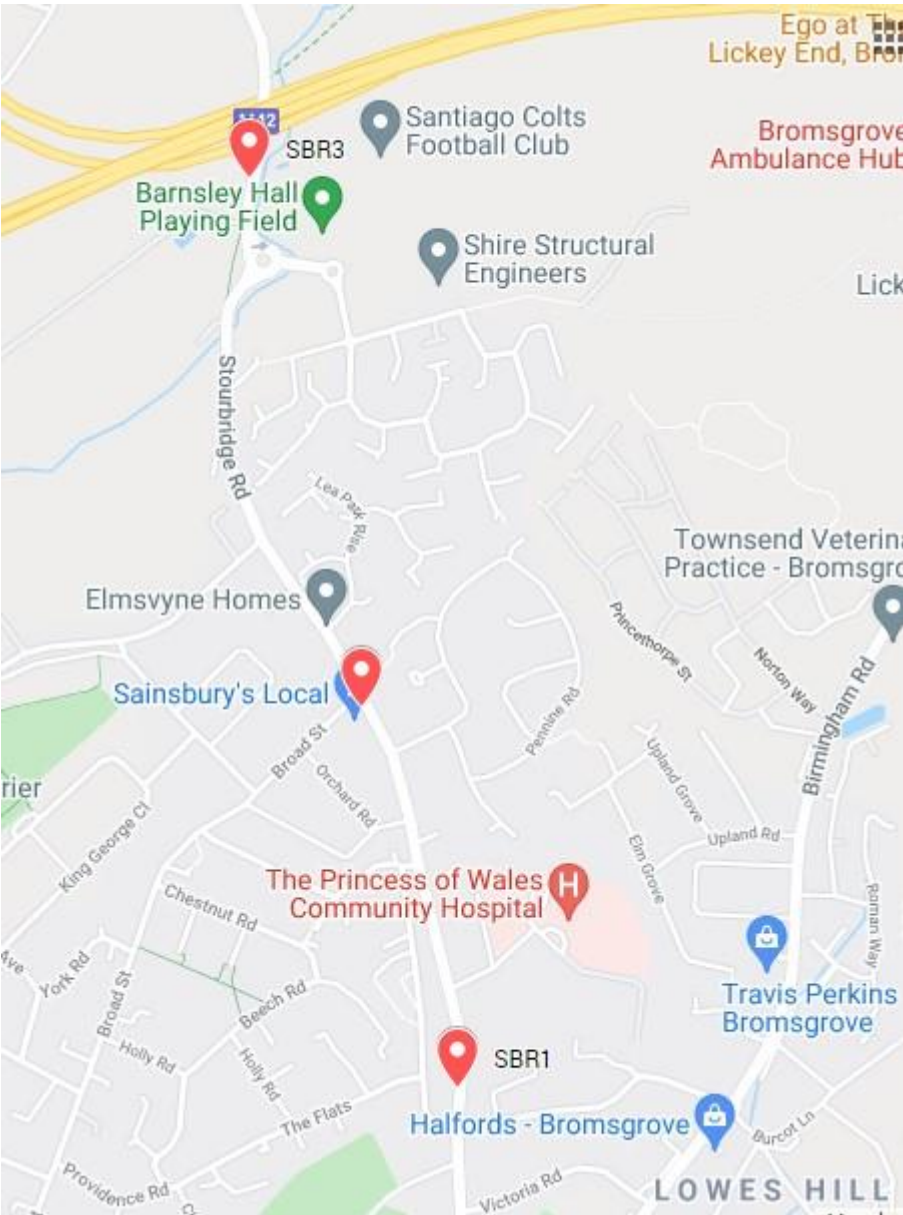 Ego at The
Lickey End, Bro
M42
SBR3
Santiago Colts
Football Club
Bromsgrove
Ambulance Hub
Barnsley Hall
Playing Field
Shire Structural
Engineers
Lick
Stourbridge Rd
Lea Park Rise
Townsend Veterina
Practice - Bromsgro
Elmsvyne Homes
Princethorpe St
Norton Way
Birmingham Rd
Sainsbury's Local
Pennine Rd
Broad St
Orchard Rd
Upland Grove
rier
King George Cl
Upland Rd
Elm Grove
The Princess of Wales
Community Hospital
H
Chestnut Rd
Roman Way
Ave
York Rd
Broad St
Beech Rd
Travis Perkins
Bromsgrove
Holly Rd
Holly Rd
SBR1
The Flats
Halfords - Bromsgrove
Burcot Ln
Providence Rd
Victoria Rd
LOWES HILL